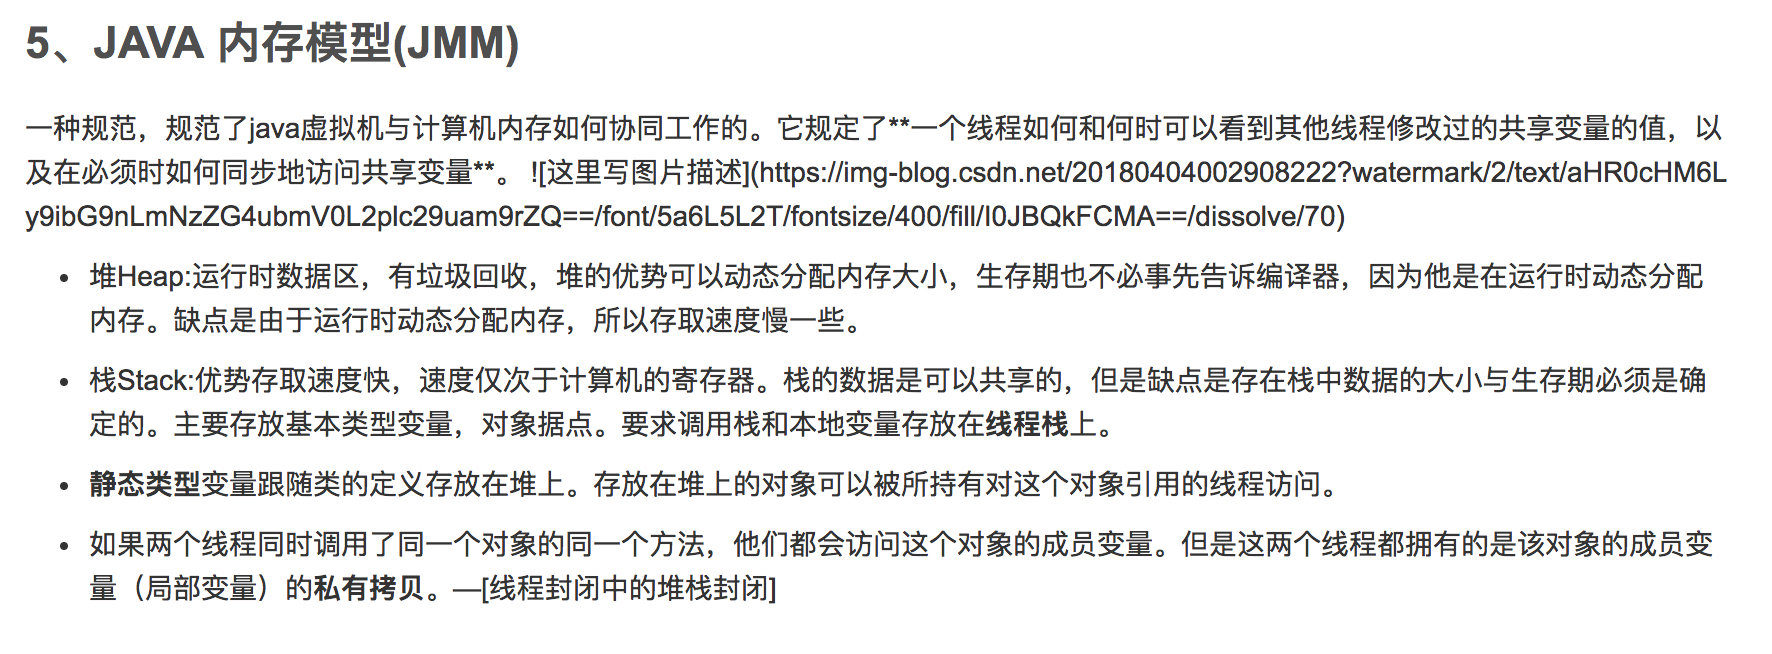 5、JAVA 内存模型(JMM)
一种规范，规范了java虚拟机与计算机内存如何协同工作的。它规定了**一个线程如何和何时可以看到其他线程修改过的共享变量的值，以
及在必须时如何同步地访问共享变量**。 ![这里写图片描述](https://img-blog.csdn.net/20180404002908222?watermark/2/text/aHR0cHM6L
y9ibG9nLmNzZG4ubmV0L2plc29uam9rZQ==/font/5a6L5L2T/fontsize/400/fill/I0JBQkFCMA==/dissolve/70)
• 堆Heap:运行时数据区，有垃圾回收，堆的优势可以动态分配内存大小，生存期也不必事先告诉编译器，因为他是在运行时动态分配
内存。缺点是由于运行时动态分配内存，所以存取速度慢一些。
• 栈Stack:优势存取速度快，速度仅次于计算机的寄存器。栈的数据是可以共享的，但是缺点是存在栈中数据的大小与生存期必须是确
定的。主要存放基本类型变量，对象据点。要求调用栈和本地变量存放在线程栈上。
• 静态类型变量跟随类的定义存放在堆上。存放在堆上的对象可以被所持有对这个对象引用的线程访问。
• 如果两个线程同时调用了同一个对象的同一个方法，他们都会访问这个对象的成员变量。但是这两个线程都拥有的是该对象的成员变
量（局部变量）的私有拷贝。—[线程封闭中的堆栈封闭]